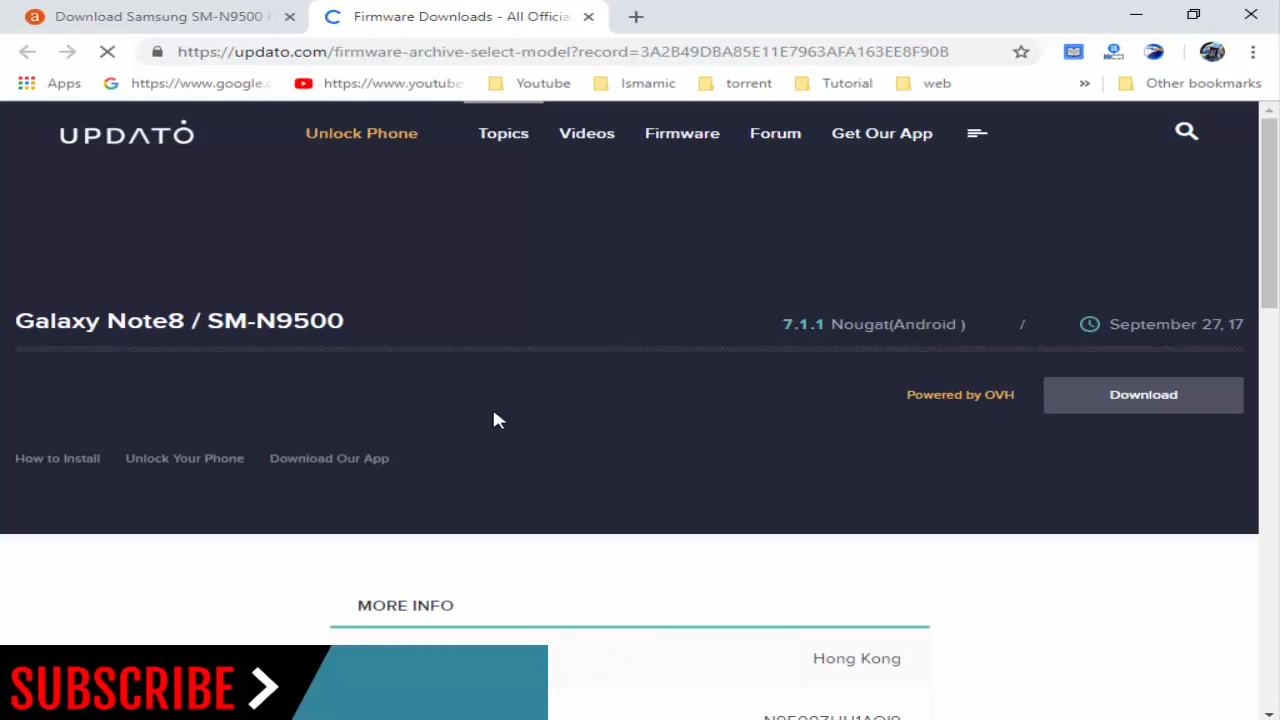 Download Samsung SM-N9500 F
Firmware Downloads - All Officia
https://updato.com/firmware-archive-select-model?record=3A2B49DBA85E11E7963AFA163EE8F90B
Apps
https://www.google.c
https://www.youtube
Youtube
Ismamic
torrent
Tutorial
web
»
Other bookmarks
UPDATO
Unlock Phone
Topics
Videos
Firmware
Forum
Get Our App
Galaxy Note8 / SM-N9500
7.1.1 Nougat(Android ) / September 27, 17
Powered by OVH
Download
How to Install
Unlock Your Phone
Download Our App
MORE INFO
Hong Kong
SUBSCRIBE